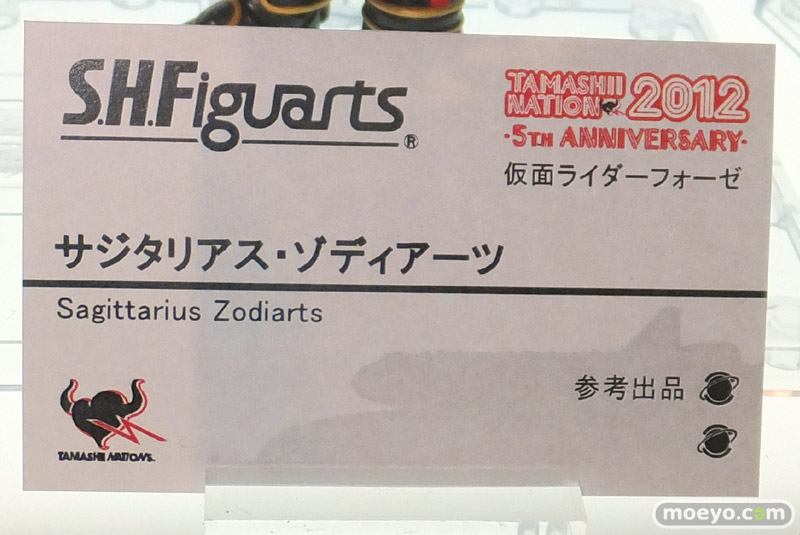 S.H.Figuarts®
TAMASHII
NATION 2012
・5TH ANNIVERSARY・
仮面ライダーフォーゼ
サジタリアス・ゾディアーツ
Sagittarius Zodiarts
参考出品
TAMASHII NATIONS™
moeyo.com